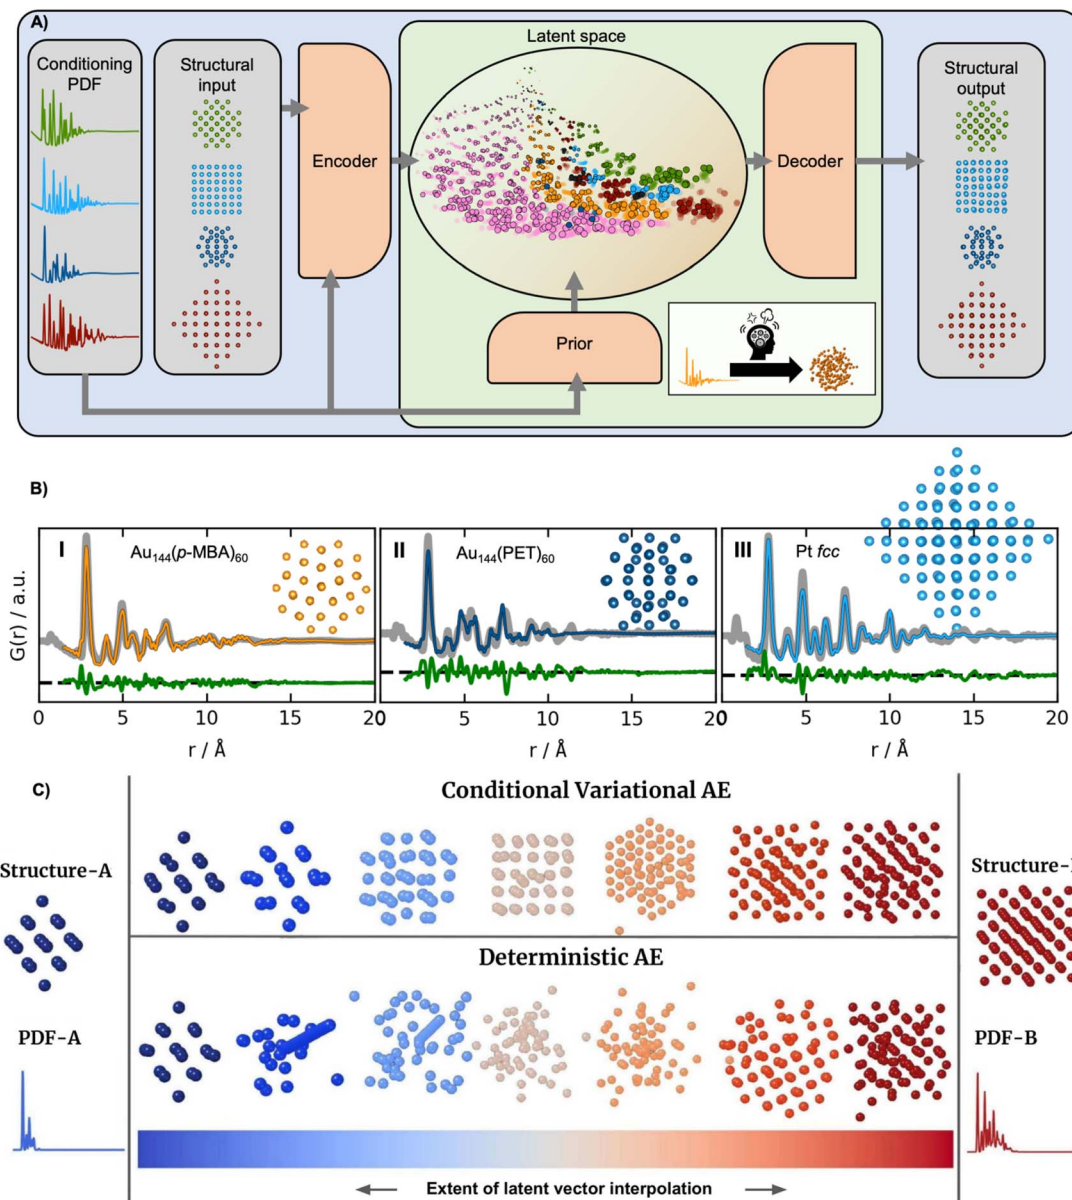 A)
Conditioning
PDF
Structural
input
Encoder
Latent space
Decoder
Structural
output
Prior
B)
G(r) / a.u.
I
Au144(p-MBA)60
II
Au144(PET)60
III
Pt fcc
0 5 10 15 20
0 5 10 15 20
0 5 10 15 20
r / Å
r / Å
r / Å
C)
Conditional Variational AE
Structure-A
Structure-
Deterministic AE
PDF-A
PDF-B
Extent of latent vector interpolation